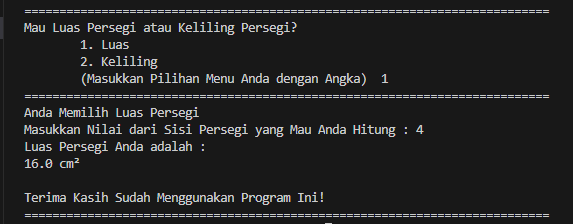 ===========================================================================
Mau Luas Persegi atau Keliling Persegi?
1. Luas
2. Keliling
(Masukkan Pilihan Menu Anda dengan Angka)  1
===========================================================================
Anda Memilih Luas Persegi
Masukkan Nilai dari Sisi Persegi yang Mau Anda Hitung : 4
Luas Persegi Anda adalah :
16.0 cm²
Terima Kasih Sudah Menggunakan Program Ini!
===========================================================================